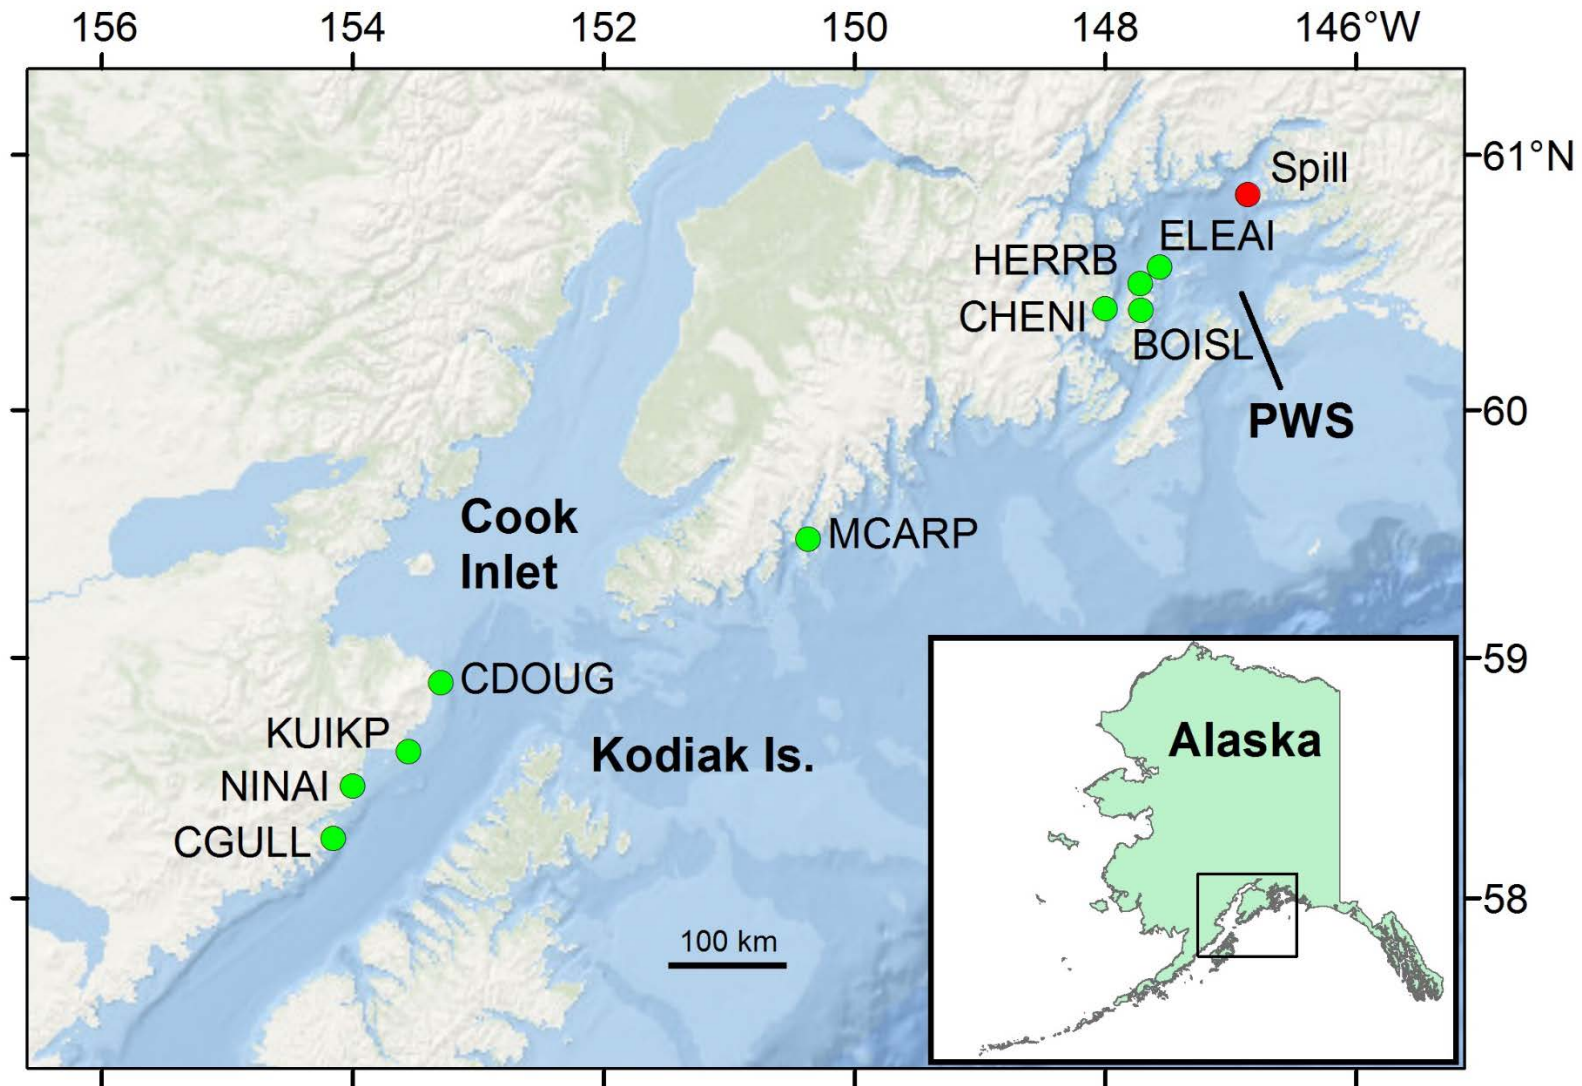 156
154
152
150
148
146°W
Spill
61°N
ELEAI
HERRB
CHENI
BOISL
PWS
60
Cook
Inlet
MCARP
59
CDOUG
KUIKP
Kodiak Is.
Alaska
NINAI
CGULL
58
100 km